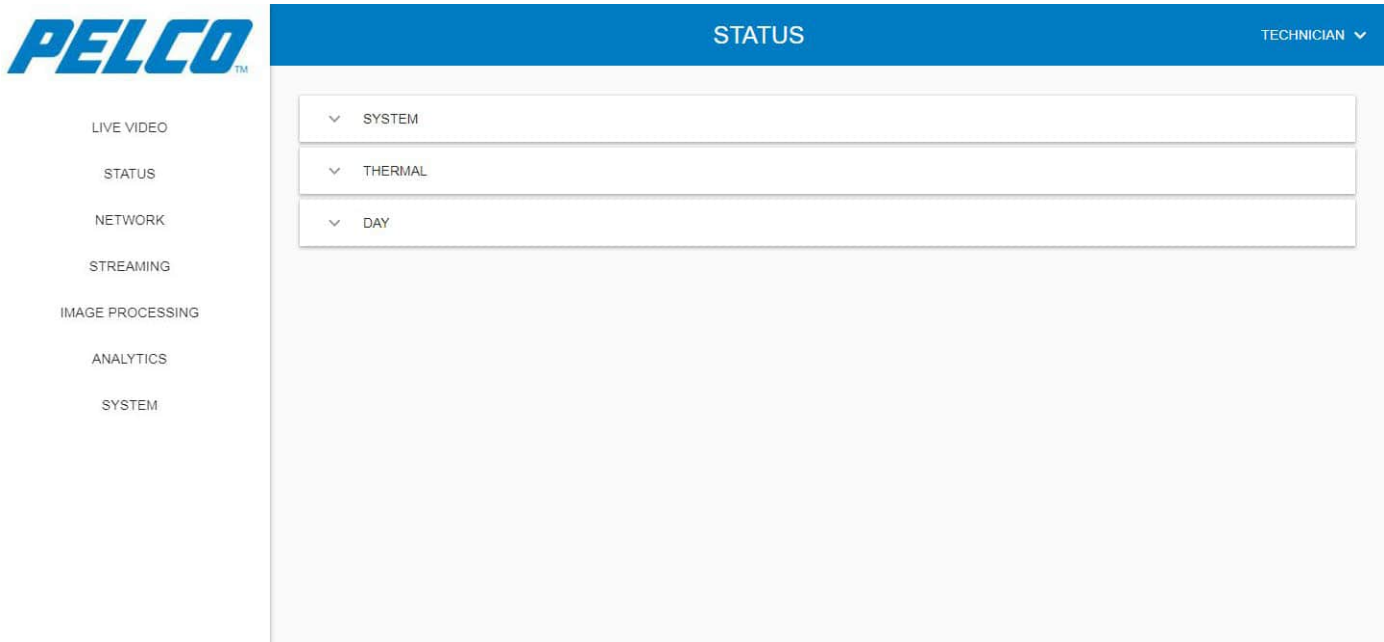 PELCO
TM
STATUS
TECHNICIAN
LIVE VIDEO
STATUS
NETWORK
STREAMING
IMAGE PROCESSING
ANALYTICS
SYSTEM
SYSTEM
THERMAL
DAY